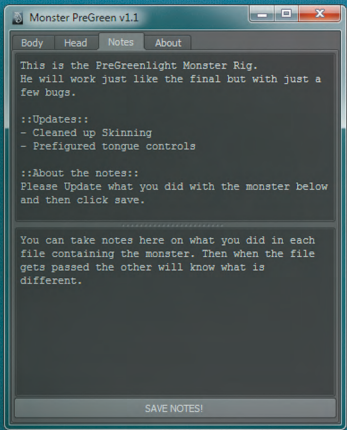 Monster PreGreen v1.1
Body Head Notes About
This is the PreGreenlight Monster Rig.
He will work just like the final but with just a
few bugs.
::Updates::
- Cleaned up Skinning
- Prefigured tongue controls
::About the notes::
Please Update what you did with the monster below
and then click save.
You can take notes here on what you did in each
file containing the monster. Then when the file
gets passed the other will know what is
different.
SAVE NOTES!